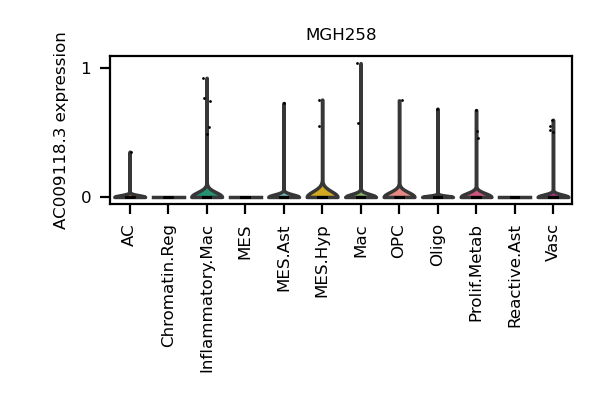 MGH258
AC009118.3 expression
1
0
AC
Chromatin.Reg
Inflammatory.Mac
MES
MES.Ast
MES.Hyp
Mac
OPC
Oligo
Prolif.Metab
Reactive.Ast
Vasc